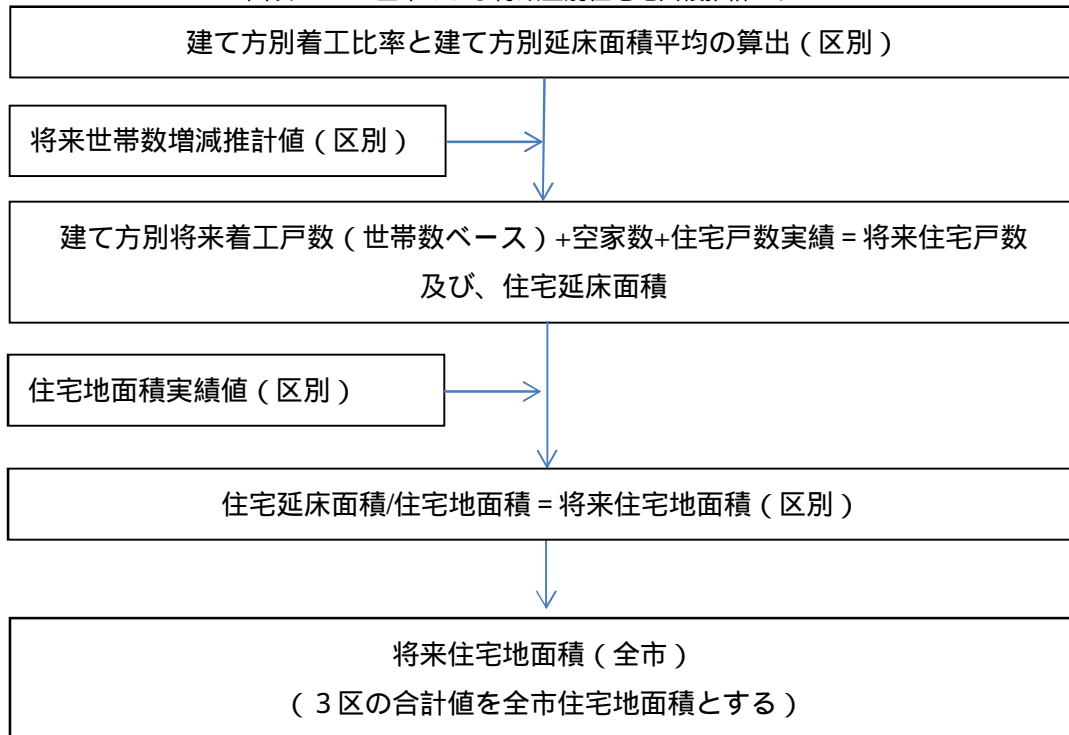 建て方別着工比率と建て方別延床面積平均の算出（区別）
将来世帯数増減推計値（区別）
建て方別将来着工戸数（世帯数ベース）+空家数+住宅戸数実績＝将来住宅戸数
及び、住宅延床面積
住宅地面積実績値（区別）
住宅延床面積/住宅地面積＝将来住宅地面積（区別）
将来住宅地面積（全市）
（３区の合計値を全市住宅地面積とする）